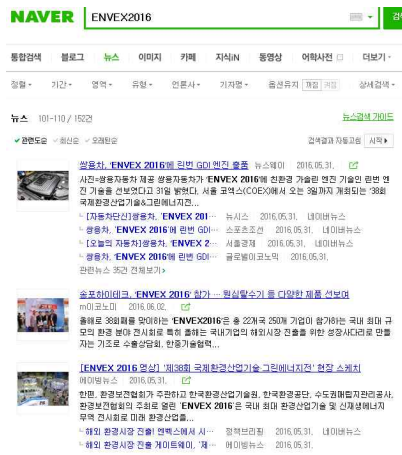 NAVER ENVEX2016
통합검색 블로그 뉴스 이미지 카페 지식iN 동영상 어학사전 더보기
정렬 기간 영역 유형 언론사 기자명 옵션유지 꺼짐 켜짐 상세검색
뉴스 101-110 / 152건 뉴스검색 가이드
관련도순 최신순 오래된순 검색결과 자동고침 시작
쌍용차, 'ENVEX 2016'에 린번 GDI 엔진 출품 뉴스웨이 2016.05.31.
사진=쌍용자동차 제공 쌍용자동차가 'ENVEX 2016'에 친환경 가솔린 엔진 기술인 린번 엔
진 기술을 선보였다고 31일 밝혔다. 서울 코엑스(COEX)에서 오는 3일까지 개최되는 '38회
국제환경산업기술&그린에너지전...
[자동차단신]쌍용차, 'ENVEX 201... 뉴시스 2016.05.31. 네이버뉴스
쌍용차, 'ENVEX 2016'에 린번 GDI... 스포츠조선 2016.05.31. 네이버뉴스
[오늘의 자동차]쌍용차, 'ENVEX 2... 서울경제 2016.05.31. 네이버뉴스
쌍용차, 'ENVEX 2016'에 린번 GDI... 글로벌이코노믹 2016.05.31.
관련뉴스 35건 전체보기
송포하이테크, 'ENVEX 2016' 참가 … 원심탈수기 등 다양한 제품 선보여
m이코노미 2016.06.02.
올해로 38회째를 맞이하는 'ENVEX2016'은 총 22개국 250개 기업이 참가하는 국내 최대 규
모의 환경 분야 전시회로 특히 올해는 국내기업의 해외시장 진출을 위한 성장사다리로 만들
자는 기조로 수출상담회, 한중기술협력...
[ENVEX 2016 영상] '제38회 국제환경산업기술·그린에너지전' 현장 스케치
에이빙뉴스 2016.05.31.
한편, 환경보전협회가 주관하고 한국환경산업기술원, 한국환경공단, 수도권매립지관리공사,
환경보전협회의 주최로 열린 'ENVEX 2016'은 국내 최대 환경산업기술 및 신재생에너지
무역 전시회로 미래 환경산업을...
해외 환경시장 진출! 엔벡스에서 시... 정책브리핑 2016.05.31. 네이버뉴스
해외 환경시장 진출 게이트웨이, '제... 에이빙뉴스 2016.05.31.